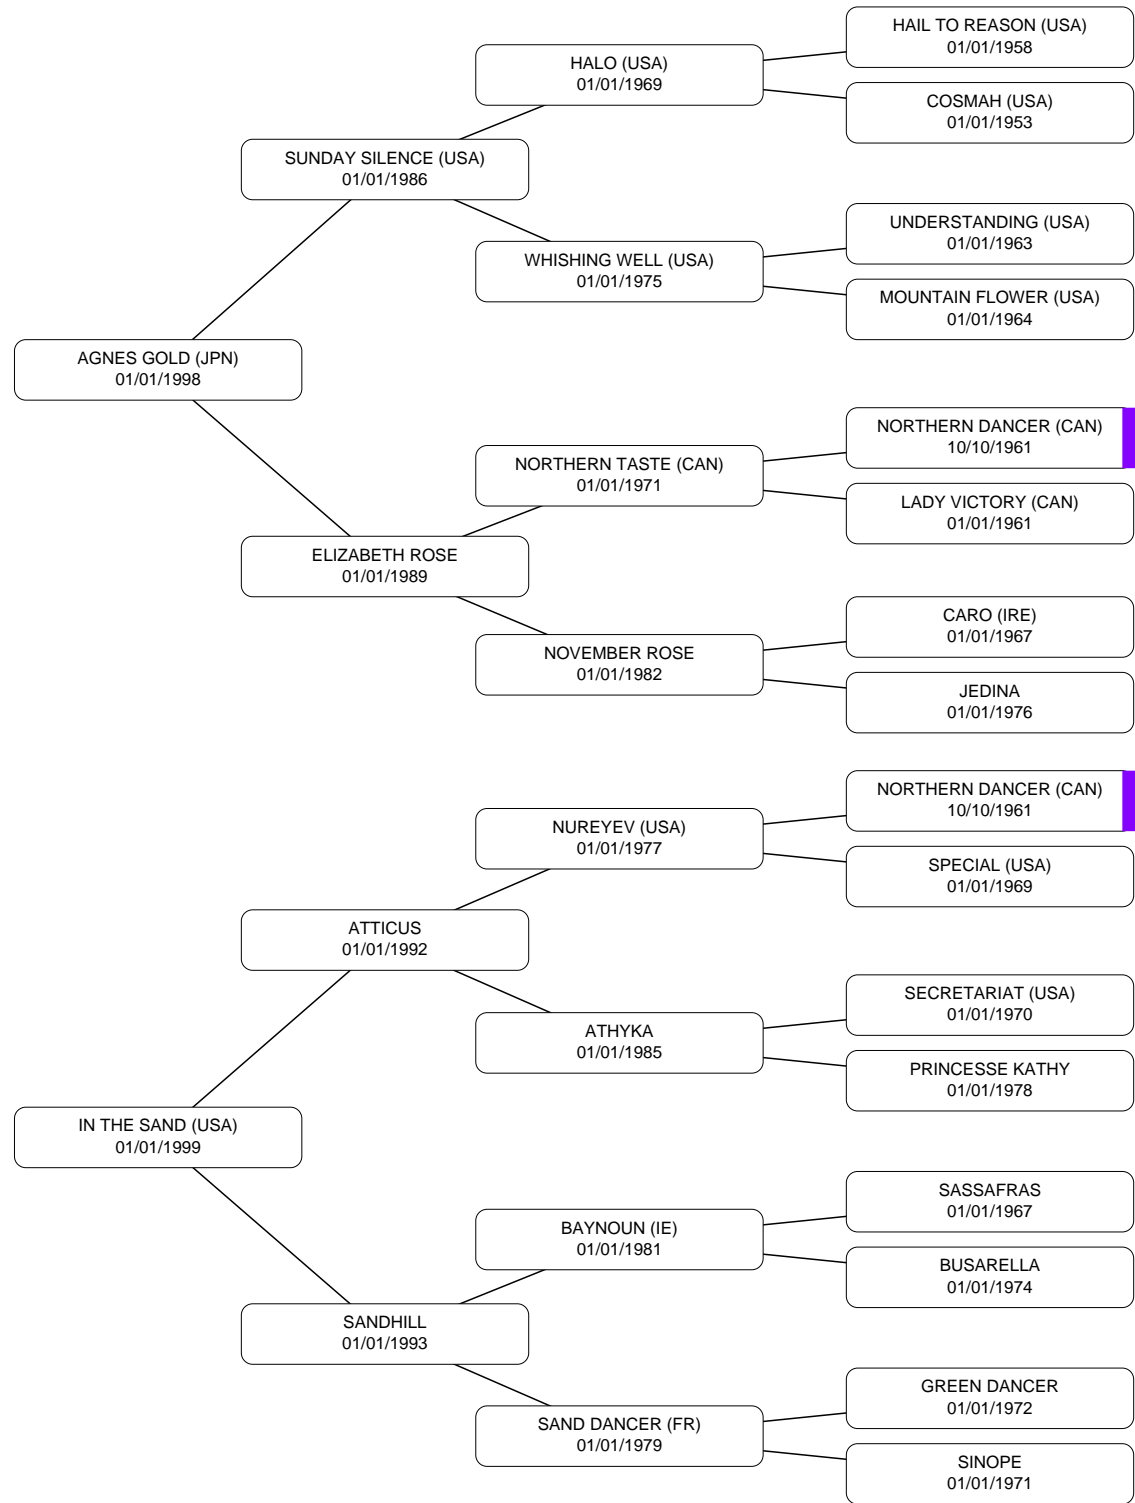 HAIL TO REASON (USA)
01/01/1958
HALO (USA)
01/01/1969
COSMAH (USA)
01/01/1953
SUNDAY SILENCE (USA)
01/01/1986
UNDERSTANDING (USA)
01/01/1963
WHISHING WELL (USA)
01/01/1975
MOUNTAIN FLOWER (USA)
01/01/1964
AGNES GOLD (JPN)
01/01/1998
NORTHERN DANCER (CAN)
10/10/1961
NORTHERN TASTE (CAN)
01/01/1971
LADY VICTORY (CAN)
01/01/1961
ELIZABETH ROSE
01/01/1989
CARO (IRE)
01/01/1967
NOVEMBER ROSE
01/01/1982
JEDINA
01/01/1976
NORTHERN DANCER (CAN)
10/10/1961
NUREYEV (USA)
01/01/1977
SPECIAL (USA)
01/01/1969
ATTICUS
01/01/1992
SECRETARIAT (USA)
01/01/1970
ATHYKA
01/01/1985
PRINCESSE KATHY
01/01/1978
IN THE SAND (USA)
01/01/1999
SASSAFRAS
01/01/1967
BAYNOUN (IE)
01/01/1981
BUSARELLA
01/01/1974
SANDHILL
01/01/1993
GREEN DANCER
01/01/1972
SAND DANCER (FR)
01/01/1979
SINOPE
01/01/1971